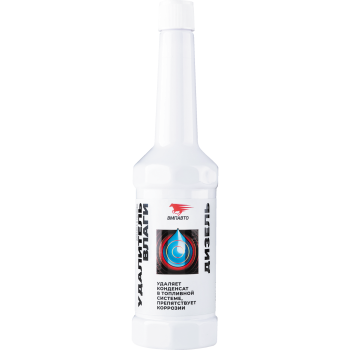 ВМПАВТО
УДАЛИТЕЛЬ
ВЛАГИ
ДИЗЕЛЬ
УДАЛЯЕТ
КОНДЕНСАТ
В ТОПЛИВНОЙ
СИСТЕМЕ,
ПРЕПЯТСТВУЕТ
КОРРОЗИИ